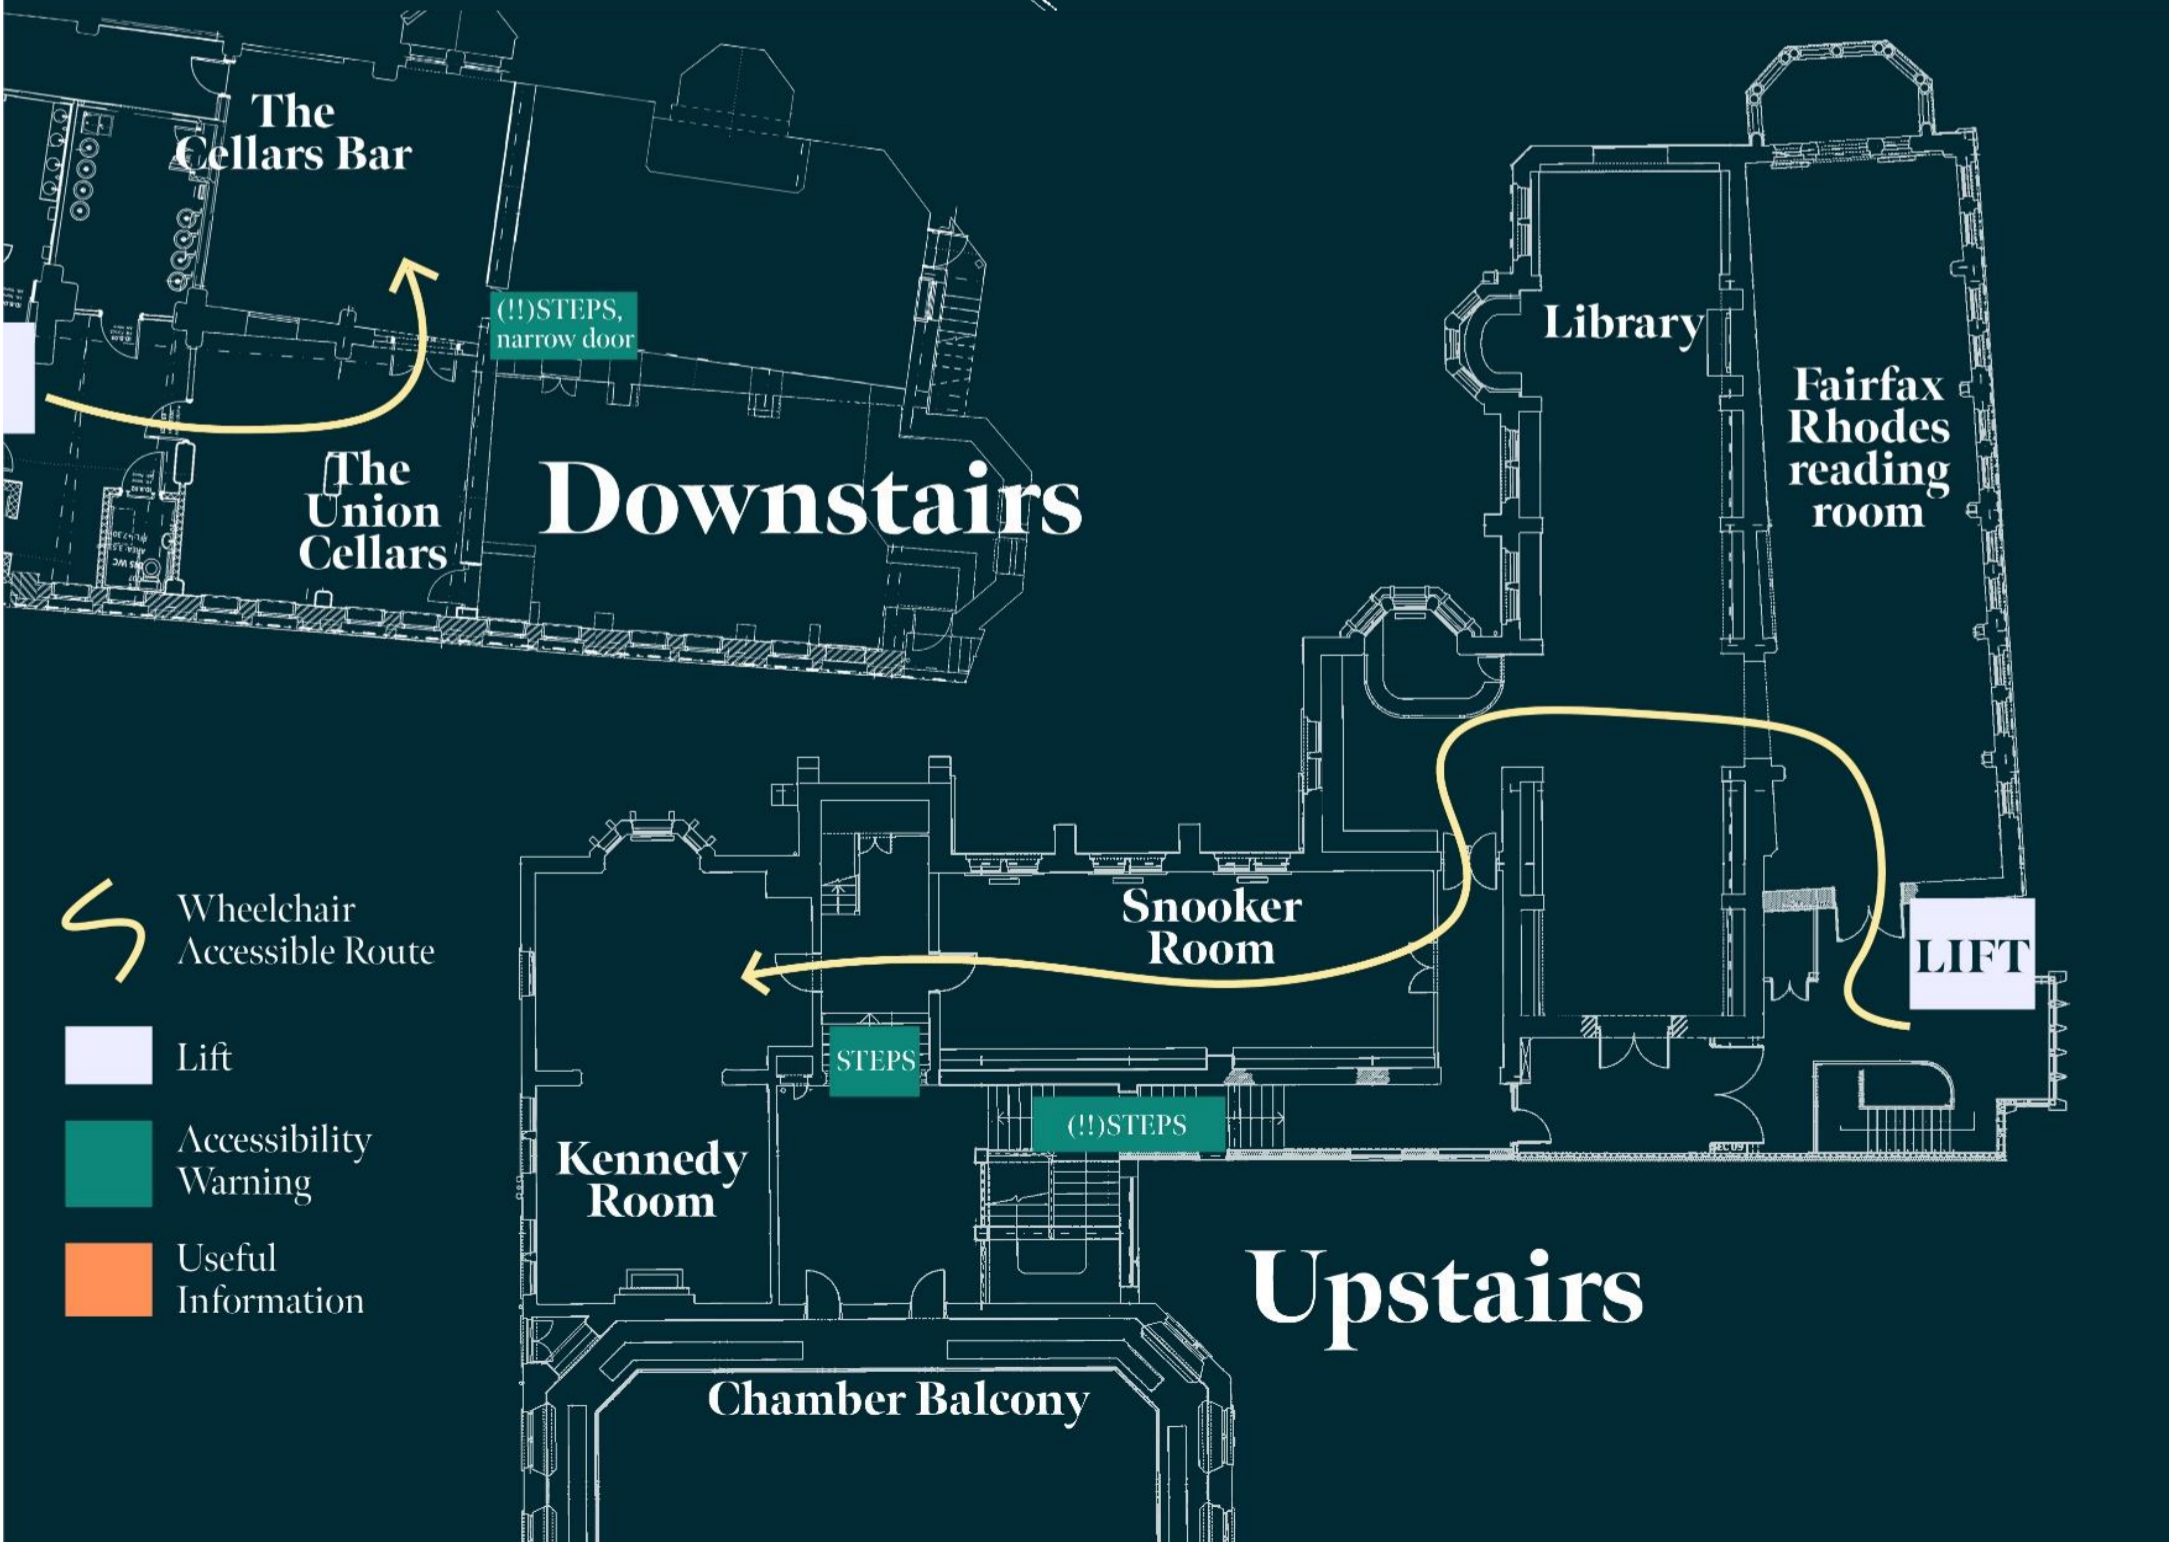 The
Cellars Bar
(!!)STEPS,
narrow door
The
Union
Cellars
Downstairs
Library
Fairfax
Rhodes
reading
room
Snooker
Room
LIFT
STEPS
(!!)STEPS
Kennedy
Room
Upstairs
Chamber Balcony
Wheelchair
Accessible Route
Lift
Accessibility
Warning
Useful
Information